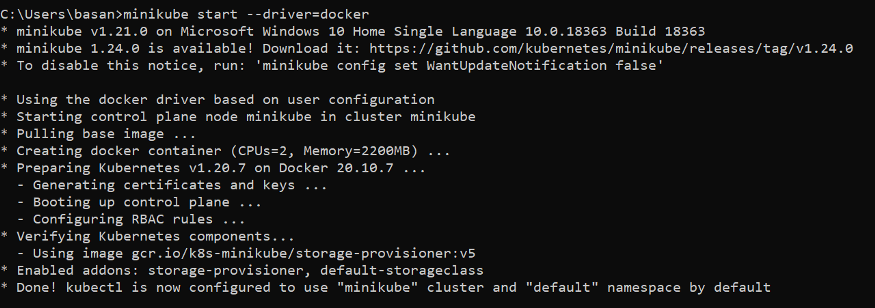 C:\Users\basan>minikube start --driver=docker
* minikube v1.21.0 on Microsoft Windows 10 Home Single Language 10.0.18363 Build 18363
* minikube 1.24.0 is available! Download it: https://github.com/kubernetes/minikube/releases/tag/v1.24.0
* To disable this notice, run: 'minikube config set WantUpdateNotification false'
* Using the docker driver based on user configuration
* Starting control plane node minikube in cluster minikube
* Pulling base image ...
* Creating docker container (CPUs=2, Memory=2200MB) ...
* Preparing Kubernetes v1.20.7 on Docker 20.10.7 ...
  - Generating certificates and keys ...
  - Booting up control plane ...
  - Configuring RBAC rules ...
* Verifying Kubernetes components...
  - Using image gcr.io/k8s-minikube/storage-provisioner:v5
* Enabled addons: storage-provisioner, default-storageclass
* Done! kubectl is now configured to use "minikube" cluster and "default" namespace by default